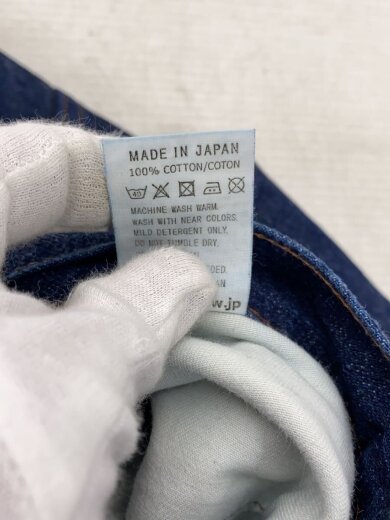 MADE IN JAPAN
100% COTTON/COTON
40
MACHINE WASH WARM.
WASH WITH NEAR COLORS.
MILD DETERGENT ONLY.
DO NOT TUMBLE DRY.
w.jp